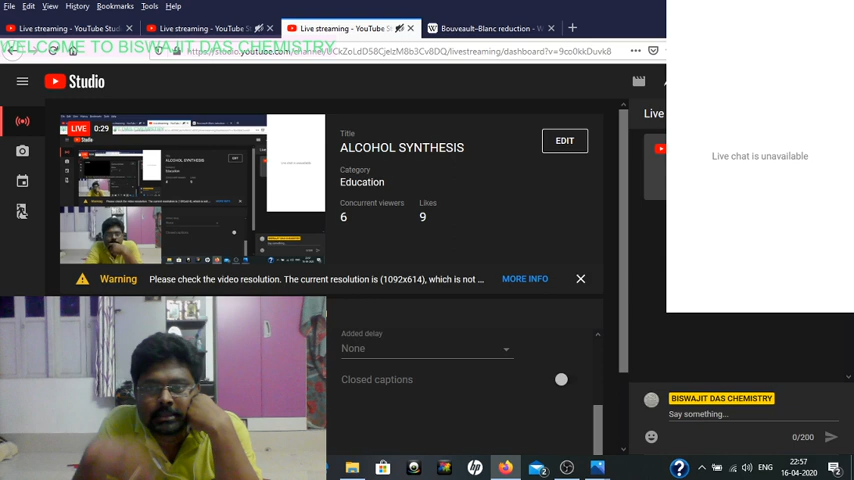 File Edit View History Bookmarks Tools Help
Live streaming - YouTube Stud
Live streaming - YouTube S
Live streaming - YouTube S
Bouveault–Blanc reduction - W
WELCOME TO BISWAJIT DAS CHEMISTRY
https://studio.youtube.com/channel/UCkZoLD58CjeIzM8b3Cv8DQ/livestreaming/dashboard?v=9co0kkDuvk8
Studio
LIVE 0:29
Title
ALCOHOL SYNTHESIS
EDIT
Category
Education
Concurrent viewers Likes
6 9
Warning Please check the video resolution. The current resolution is (1092x614), which is not ... MORE INFO
Added delay
None
Closed captions
Live
Live chat is unavailable
BISWAJIT DAS CHEMISTRY
Say something...
0/200
ENG
22:57
16-04-2020